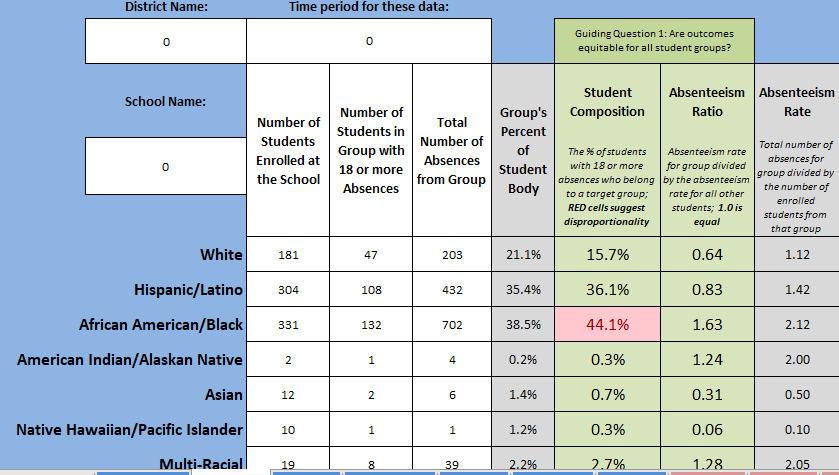 District Name: Time period for these data:
0 0
Guiding Question 1: Are outcomes
equitable for all student groups?
School Name:
0
Number of
Students
Enrolled at
the School
Number of
Students in
Group with
18 or more
Absences
Total
Number of
Absences
from Group
Group's
Percent
of
Student
Body
Student
Composition
The % of students
with 18 or more
absences who belong
to a target group;
RED cells suggest
disproportionality
Absenteeism
Ratio
Absenteeism rate
for group divided
by the absenteeism
rate for all other
students; 1.0 is
equal
Absenteeism
Rate
Total number of
absences for
group divided by
the number of
enrolled
students from
that group
White 181 47 203 21.1% 15.7% 0.64 1.12
Hispanic/Latino 304 108 432 35.4% 36.1% 0.83 1.42
African American/Black 331 132 702 38.5% 44.1% 1.63 2.12
American Indian/Alaskan Native 2 1 4 0.2% 0.3% 1.24 2.00
Asian 12 2 6 1.4% 0.7% 0.31 0.50
Native Hawaiian/Pacific Islander 10 1 1 1.2% 0.3% 0.06 0.10
Multi-Racial 19 8 39 2.2% 2.7% 1.28 2.05